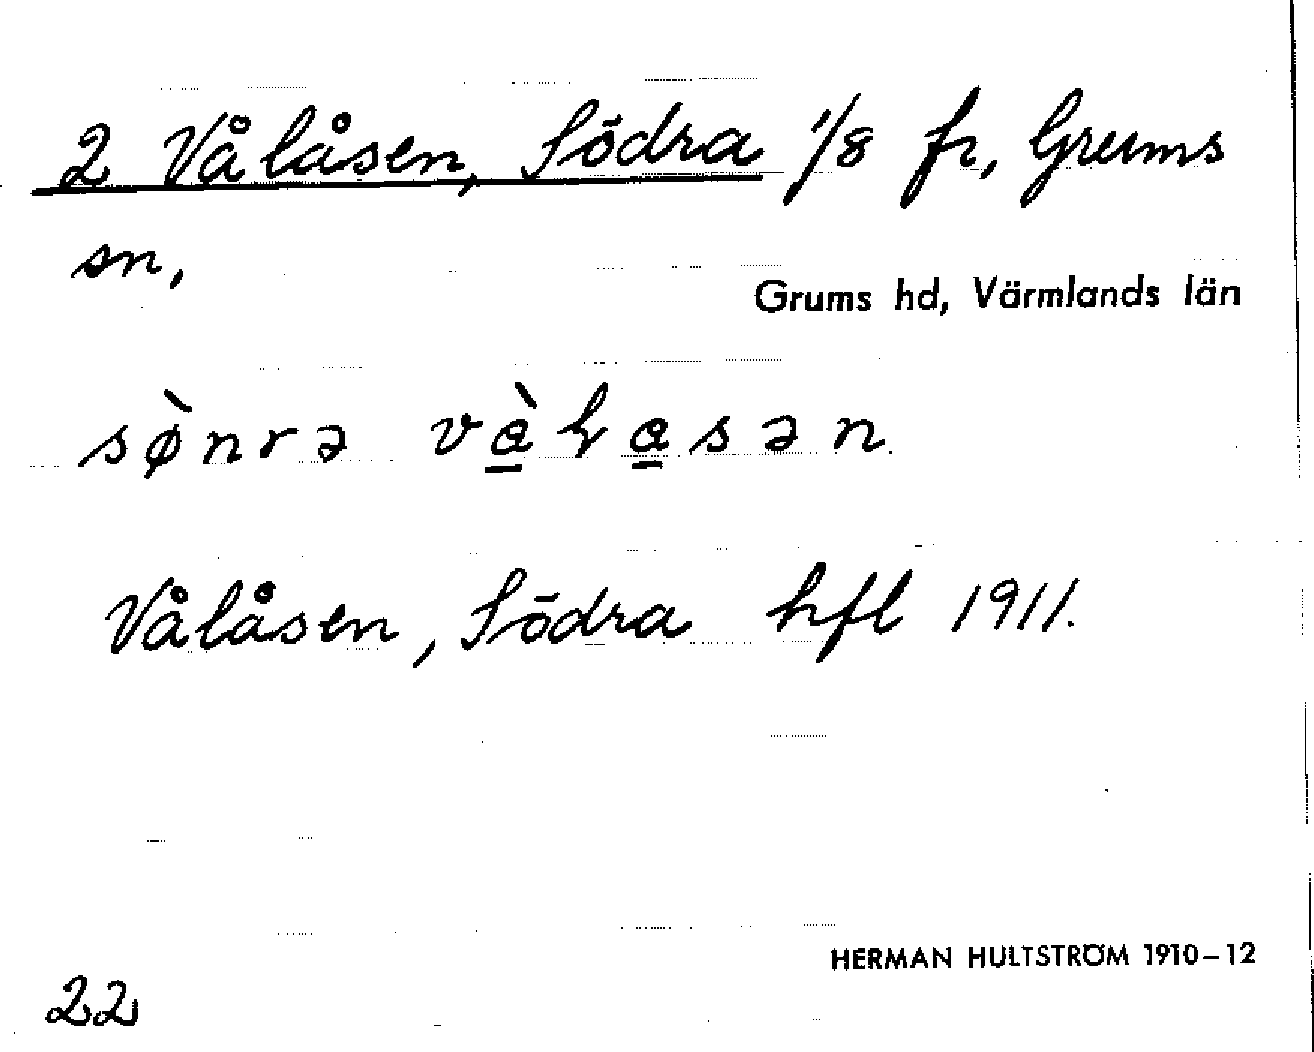 2 Vålåsen, Södra 1/8 fr, Grums
sn,
Grums hd, Värmlands län
sø̀nrə
Vålåsen, Södra hfl 1911.
HERMAN HULTSTRÖM 1910–12
22